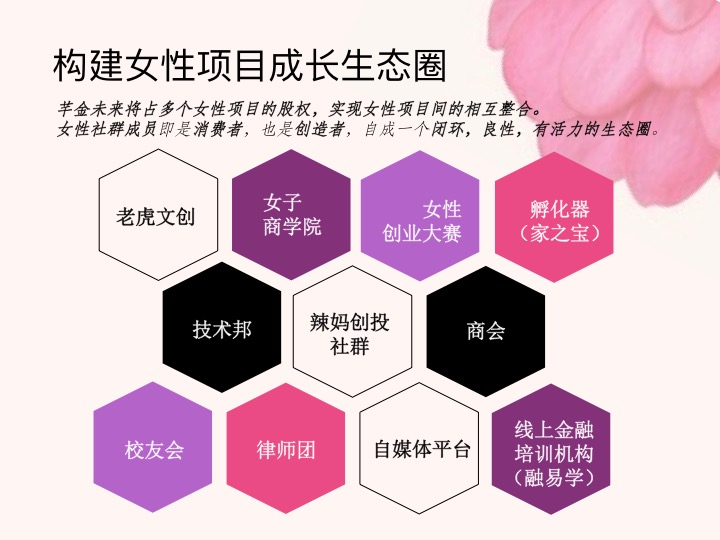 构建女性项目成长生态圈
芊金未来将占多个女性项目的股权，实现女性项目间的相互整合。
女性社群成员即是消费者，也是创造者，自成一个闭环，良性，有活力的生态圈。
老虎文创
女子
商学院
女性
创业大赛
孵化器
（家之宝）
技术邦
辣妈创投
社群
商会
校友会
律师团
自媒体平台
线上金融
培训机构
（融易学）